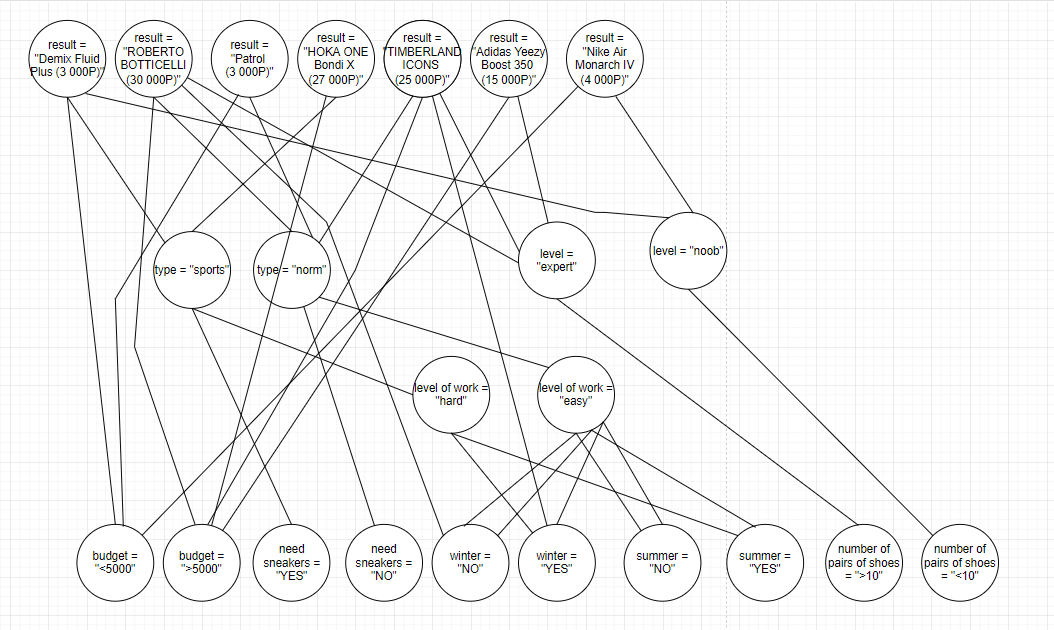 result =
"Demix Fluid
Plus (3 000P)"
result =
"ROBERTO
BOTTICELLI
(30 000P)"
result =
"Patrol
(3 000P)"
result =
"HOKA ONE
Bondi X
(27 000P)"
result =
"TIMBERLAND
ICONS
(25 000P)"
result =
"Adidas Yeezy
Boost 350
(15 000P)"
result =
"Nike Air
Monarch IV
(4 000P)"
type = "sports"
type = "norm"
level =
"expert"
level = "noob"
level of work =
"hard"
level of work =
"easy"
budget =
"<5000"
budget =
">5000"
need
sneakers =
"YES"
need
sneakers =
"NO"
winter =
"NO"
winter =
"YES"
summer =
"NO"
summer =
"YES"
number of
pairs of shoes
= ">10"
number of
pairs of shoes
= "<10"